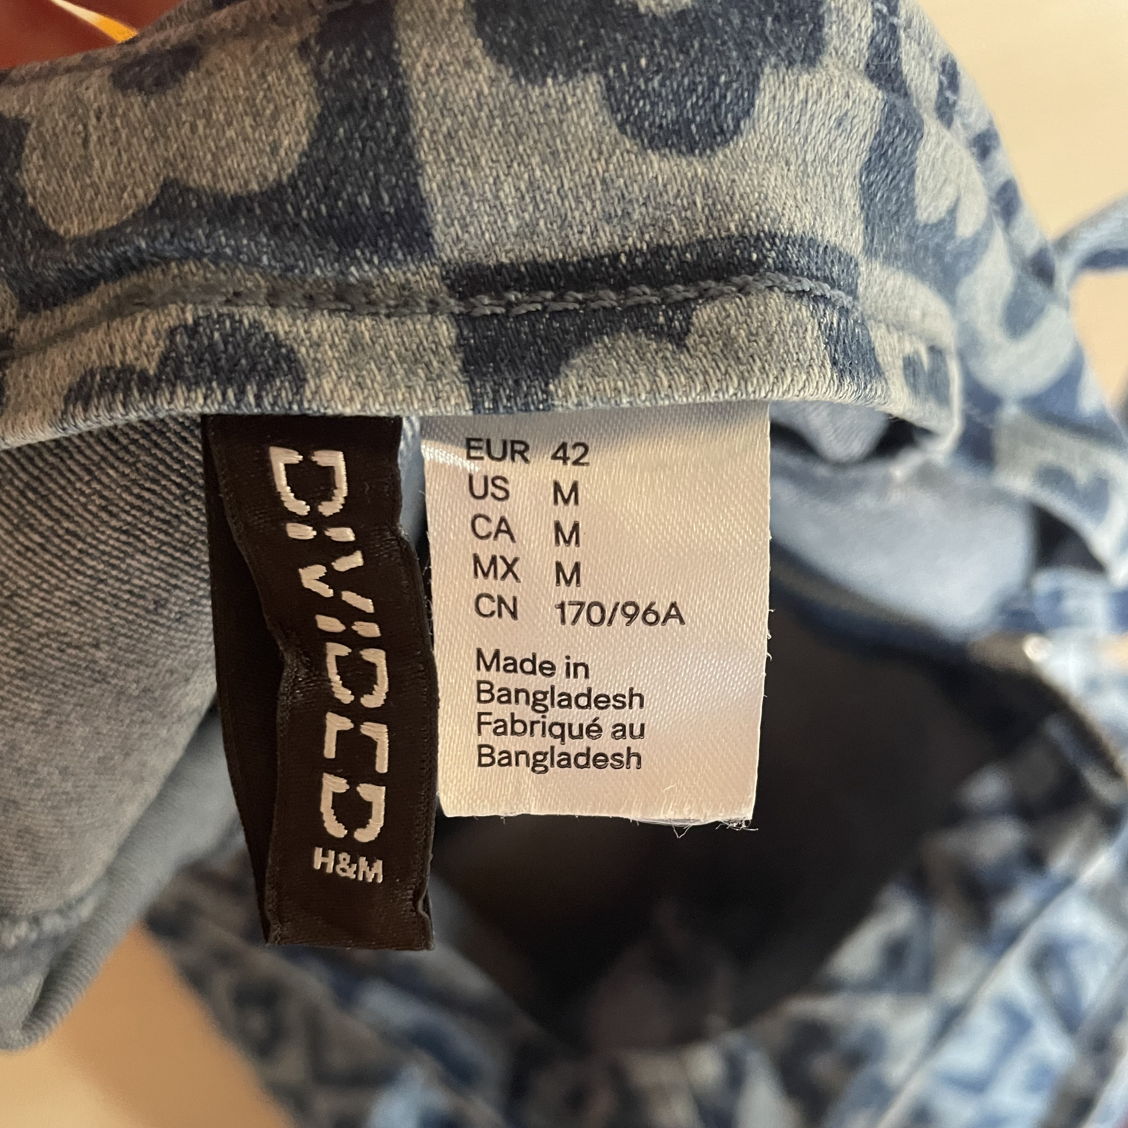 DIVIDED
H&M
EUR 42
US M
CA M
MX M
CN 170/96A
Made in
Bangladesh
Fabriqué au
Bangladesh